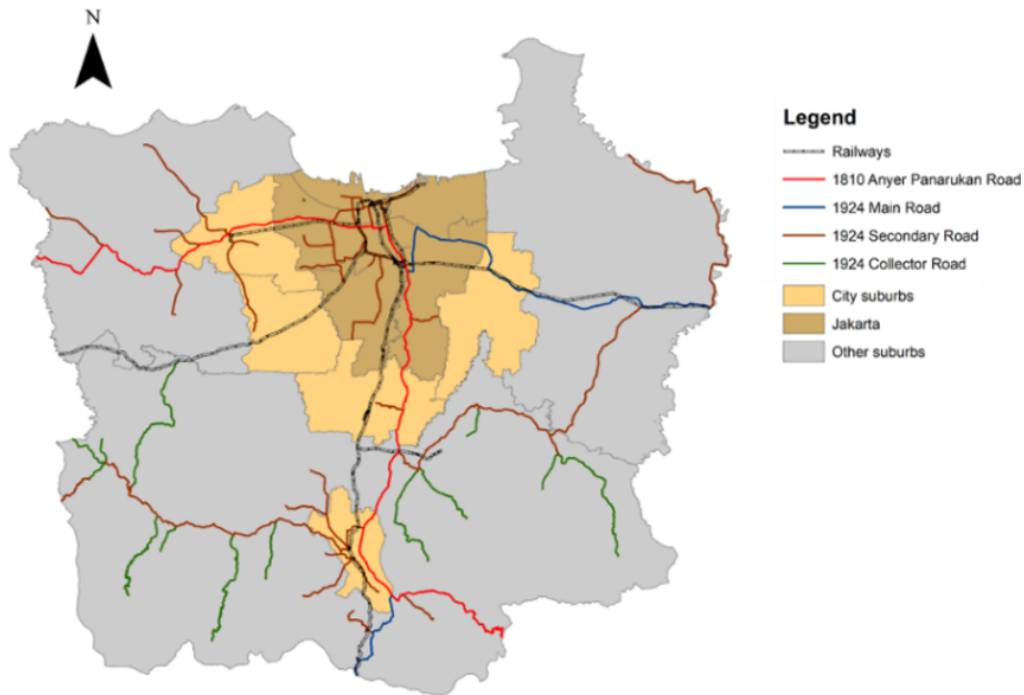 N
Legend
Railways
1810 Anyer Panarukan Road
1924 Main Road
1924 Secondary Road
1924 Collector Road
City suburbs
Jakarta
Other suburbs